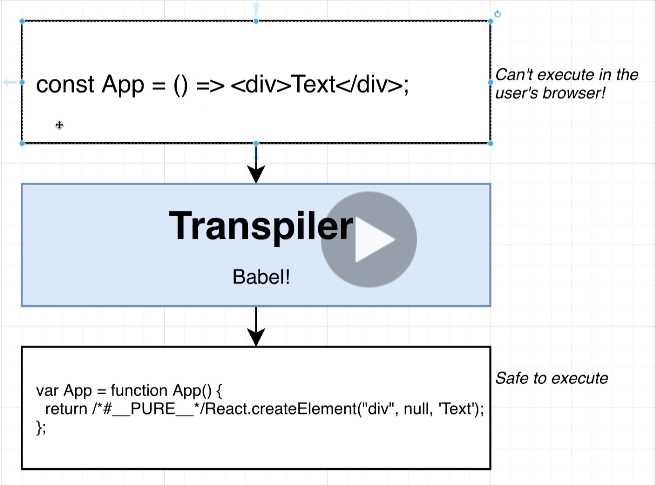 const App = () => <div>Text</div>;
Can't execute in the
user's browser!
Transpiler
Babel!
var App = function App() {
return /*#__PURE__*/React.createElement("div", null, 'Text');
};
Safe to execute